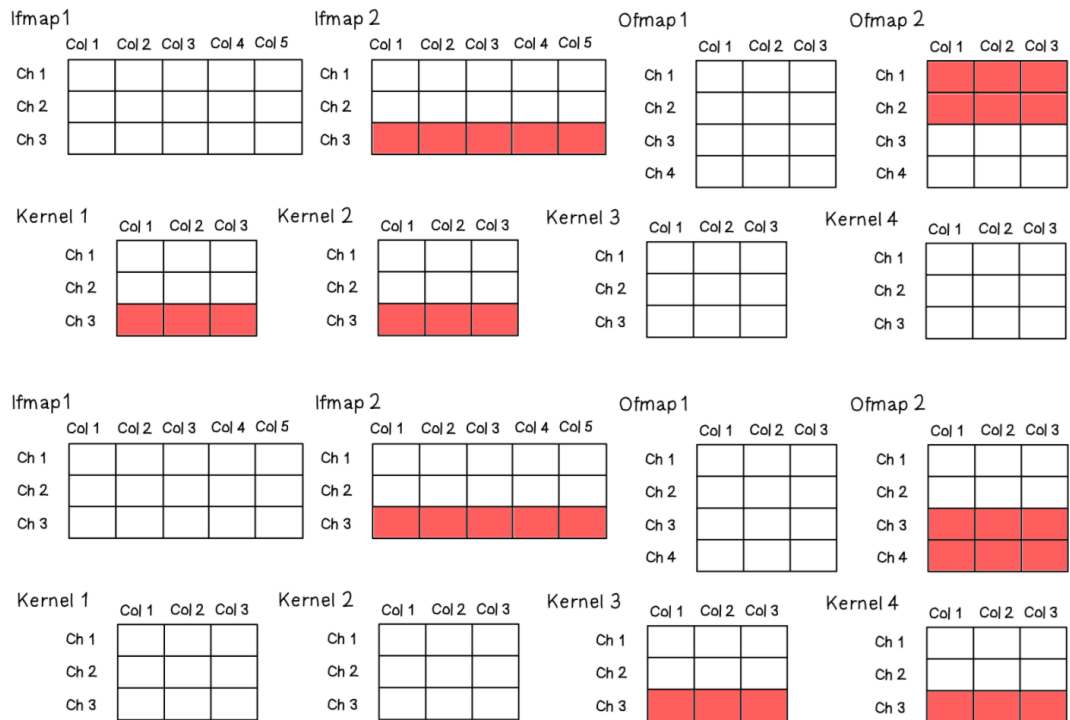 Ifmap1 Ifmap 2 Ofmap 1 Ofmap 2
Col 1 Col 2 Col 3 Col 4 Col 5 Col 1 Col 2 Col 3 Col 4 Col 5 Col 1 Col 2 Col 3 Col 1 Col 2 Col 3
Ch 1 Ch 1 Ch 1 Ch 1
Ch 2 Ch 2 Ch 2 Ch 2
Ch 3 Ch 3 Ch 3 Ch 3
Ch 4 Ch 4
Kernel 1 Kernel 2 Kernel 3 Kernel 4
Col 1 Col 2 Col 3 Col 1 Col 2 Col 3 Col 1 Col 2 Col 3 Col 1 Col 2 Col 3
Ch 1 Ch 1 Ch 1 Ch 1
Ch 2 Ch 2 Ch 2 Ch 2
Ch 3 Ch 3 Ch 3 Ch 3
Ifmap1 Ifmap 2 Ofmap 1 Ofmap 2
Col 1 Col 2 Col 3 Col 4 Col 5 Col 1 Col 2 Col 3 Col 4 Col 5 Col 1 Col 2 Col 3 Col 1 Col 2 Col 3
Ch 1 Ch 1 Ch 1 Ch 1
Ch 2 Ch 2 Ch 2 Ch 2
Ch 3 Ch 3 Ch 3 Ch 3
Ch 4 Ch 4
Kernel 1 Kernel 2 Kernel 3 Kernel 4
Col 1 Col 2 Col 3 Col 1 Col 2 Col 3 Col 1 Col 2 Col 3 Col 1 Col 2 Col 3
Ch 1 Ch 1 Ch 1 Ch 1
Ch 2 Ch 2 Ch 2 Ch 2
Ch 3 Ch 3 Ch 3 Ch 3